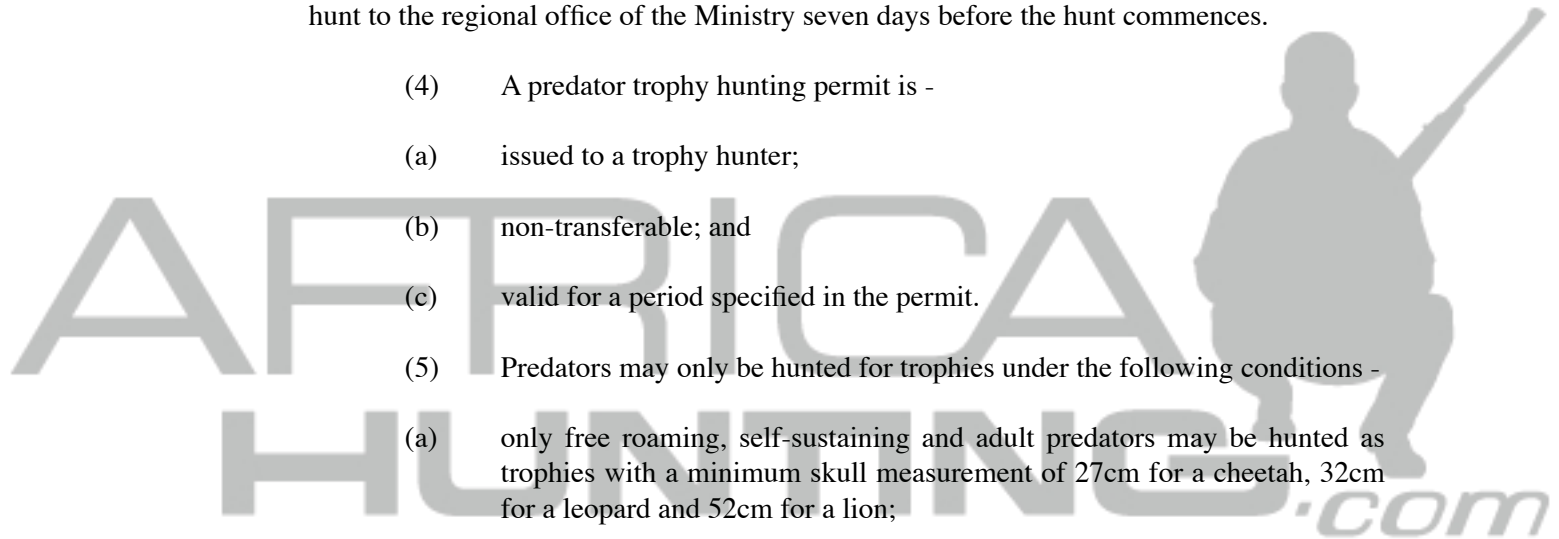 hunt to the regional office of the Ministry seven days before the hunt commences.
(4) A predator trophy hunting permit is -
(a) issued to a trophy hunter;
(b) non-transferable; and
(c) valid for a period specified in the permit.
(5) Predators may only be hunted for trophies under the following conditions -
(a) only free roaming, self-sustaining and adult predators may be hunted as
trophies with a minimum skull measurement of 27cm for a cheetah, 32cm
for a leopard and 52cm for a lion;
AFRICA
HUNTING
.com